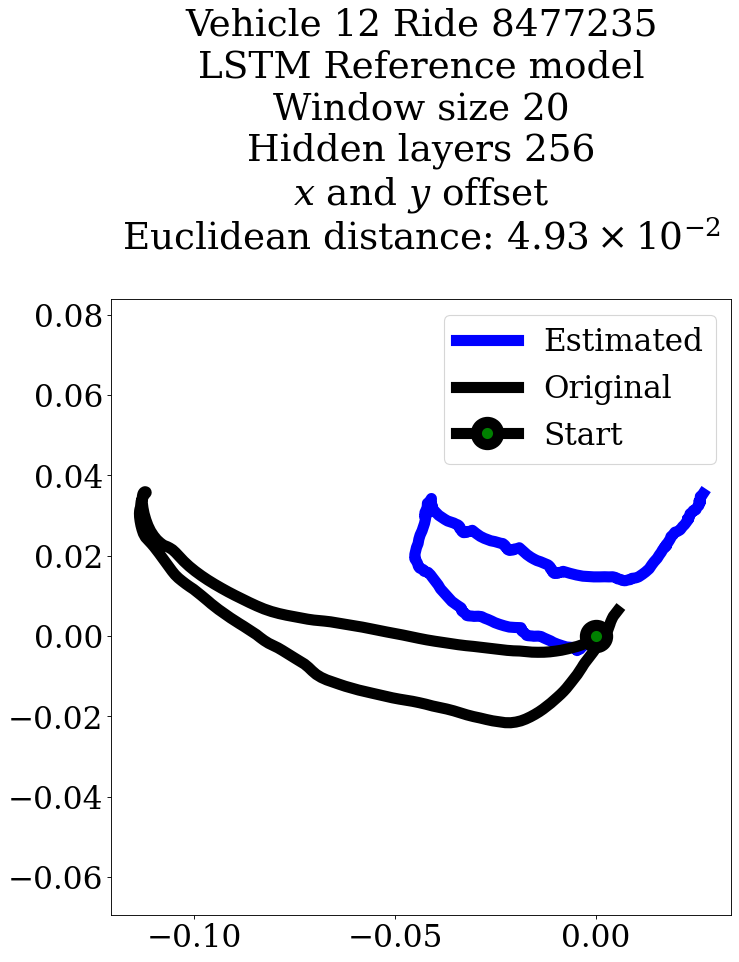 Vehicle 12 Ride 8477235
LSTM Reference model
Window size 20
Hidden layers 256
x and y offset
Euclidean distance: 4.93 × 10⁻²
0.08
0.06
0.04
0.02
0.00
−0.02
−0.04
−0.06
−0.10
−0.05
0.00
Estimated
Original
Start